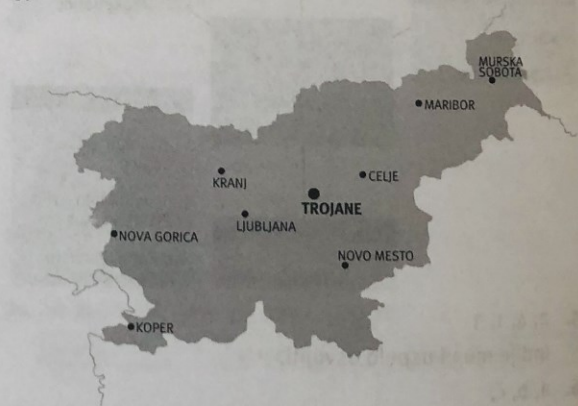 MURSKA
SOBOTA
MARIBOR
CELJE
KRANJ
TROJANE
LJUBLJANA
NOVA GORICA
NOVO MESTO
KOPER